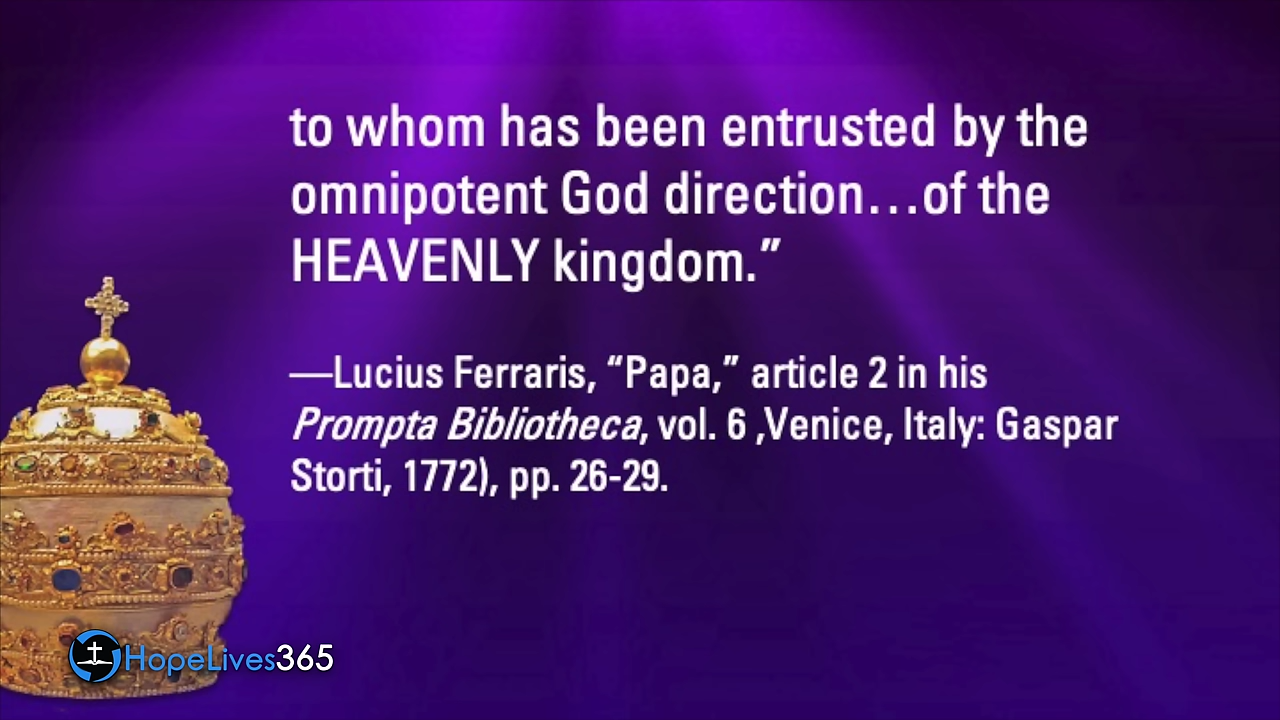 to whom has been entrusted by the
omnipotent God direction…of the
HEAVENLY kingdom.”
—Lucius Ferraris, “Papa,” article 2 in his
Prompta Bibliotheca, vol. 6 ,Venice, Italy: Gaspar
Storti, 1772), pp. 26-29.
HopeLives365